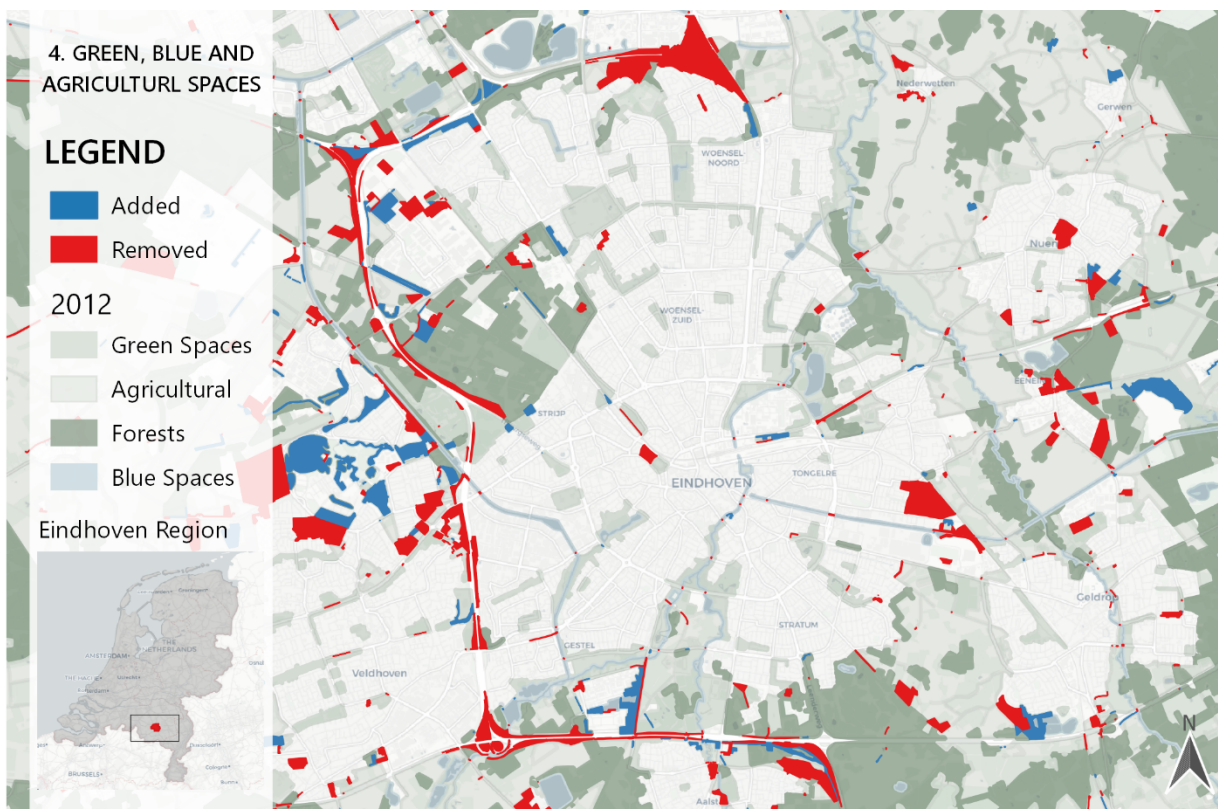 4. GREEN, BLUE AND
AGRICULTURL SPACES
LEGEND
Added
Removed
2012
Green Spaces
Agricultural
Forests
Blue Spaces
Eindhoven Region
AMSTERDAM
THE
NETHERLANDS
BRUSSELS
Nederwetten
Gerwen
WOENSEL
NOORD
WOENSEL-
ZUID
STRIJP
EINDHOVEN
TONGELRE
Geldrop
STRATUM
GESTEL
Veldhoven
Aalst
N